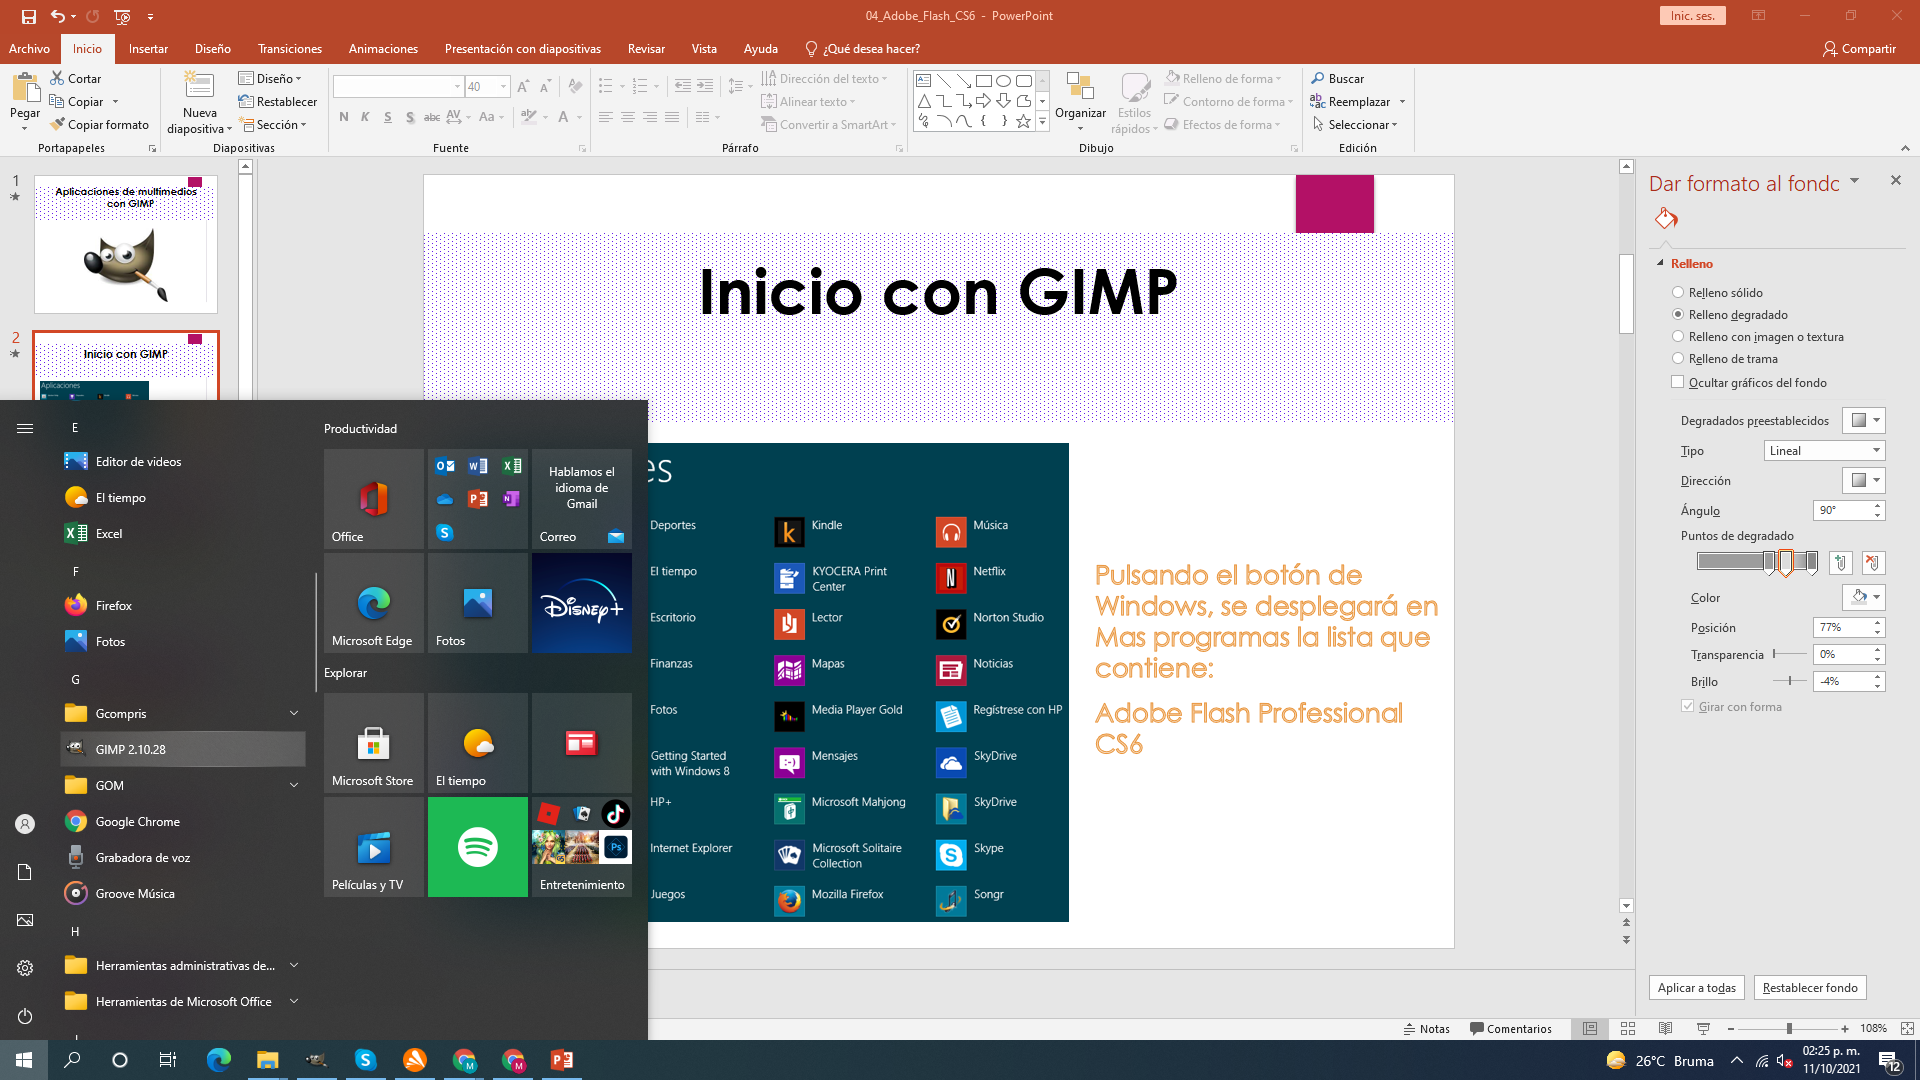 04_Adobe_Flash_CS6 - PowerPoint
Inic. ses.
Archivo
Inicio
Insertar
Diseño
Transiciones
Animaciones
Presentación con diapositivas
Revisar
Vista
Ayuda
¿Qué desea hacer?
Compartir
Pegar
Cortar
Copiar
Copiar formato
Portapapeles
Nueva
diapositiva
Diseño
Restablecer
Sección
Diapositivas
40
N K S S abc AV Aa A
Fuente
Dirección del texto
Alinear texto
Convertir a SmartArt
Párrafo
Organizar
Estilos
rápidos
Relleno de forma
Contorno de forma
Efectos de forma
Dibujo
Buscar
Reemplazar
Seleccionar
Edición
1
Aplicaciones de multimedios
con GIMP
2
Inicio con GIMP
Aplicaciones
Inicio con GIMP
es
Deportes
El tiempo
Escritorio
Finanzas
Fotos
Getting Started
with Windows 8
HP+
Internet Explorer
Juegos
Kindle
KYOCERA Print
Center
Lector
Mapas
Media Player Gold
Mensajes
Microsoft Mahjong
Microsoft Solitaire
Collection
Mozilla Firefox
Música
Netflix
Norton Studio
Noticias
Regístrese con HP
SkyDrive
SkyDrive
Skype
Songr
Pulsando el botón de
Windows, se desplegará en
Mas programas la lista que
contiene:
Adobe Flash Professional
CS6
Dar formato al fondo
Relleno
Relleno sólido
Relleno degradado
Relleno con imagen o textura
Relleno de trama
Ocultar gráficos del fondo
Degradados preestablecidos
Tipo
Lineal
Dirección
Ángulo
90°
Puntos de degradado
Color
Posición
77%
Transparencia
0%
Brillo
-4%
Girar con forma
Aplicar a todas
Restablecer fondo
E
Editor de vídeos
El tiempo
Excel
F
Firefox
Fotos
G
Gcompris
GIMP 2.10.28
GOM
Google Chrome
Grabadora de voz
Groove Música
H
Herramientas administrativas de...
Herramientas de Microsoft Office
Productividad
Office
Hablamos el
idioma de
Gmail
Correo
Microsoft Edge
Fotos
Disney+
Explorar
Microsoft Store
El tiempo
Películas y TV
Ps
Entretenimiento
Notas
Comentarios
108%
26°C Bruma
02:25 p. m.
11/10/2021
12